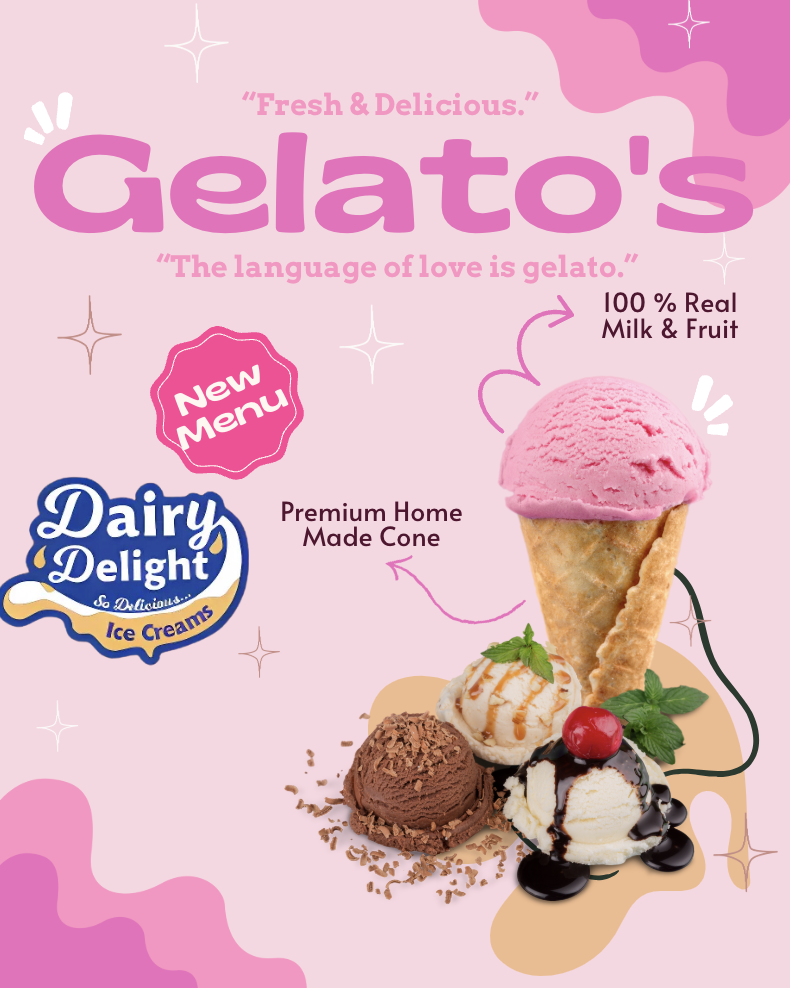 “Fresh & Delicious.”
Gelato's
“The language of love is gelato.”
100 % Real
Milk & Fruit
New
Menu
Dairy
Delight
So Delicious...
Ice Creams
Premium Home
Made Cone